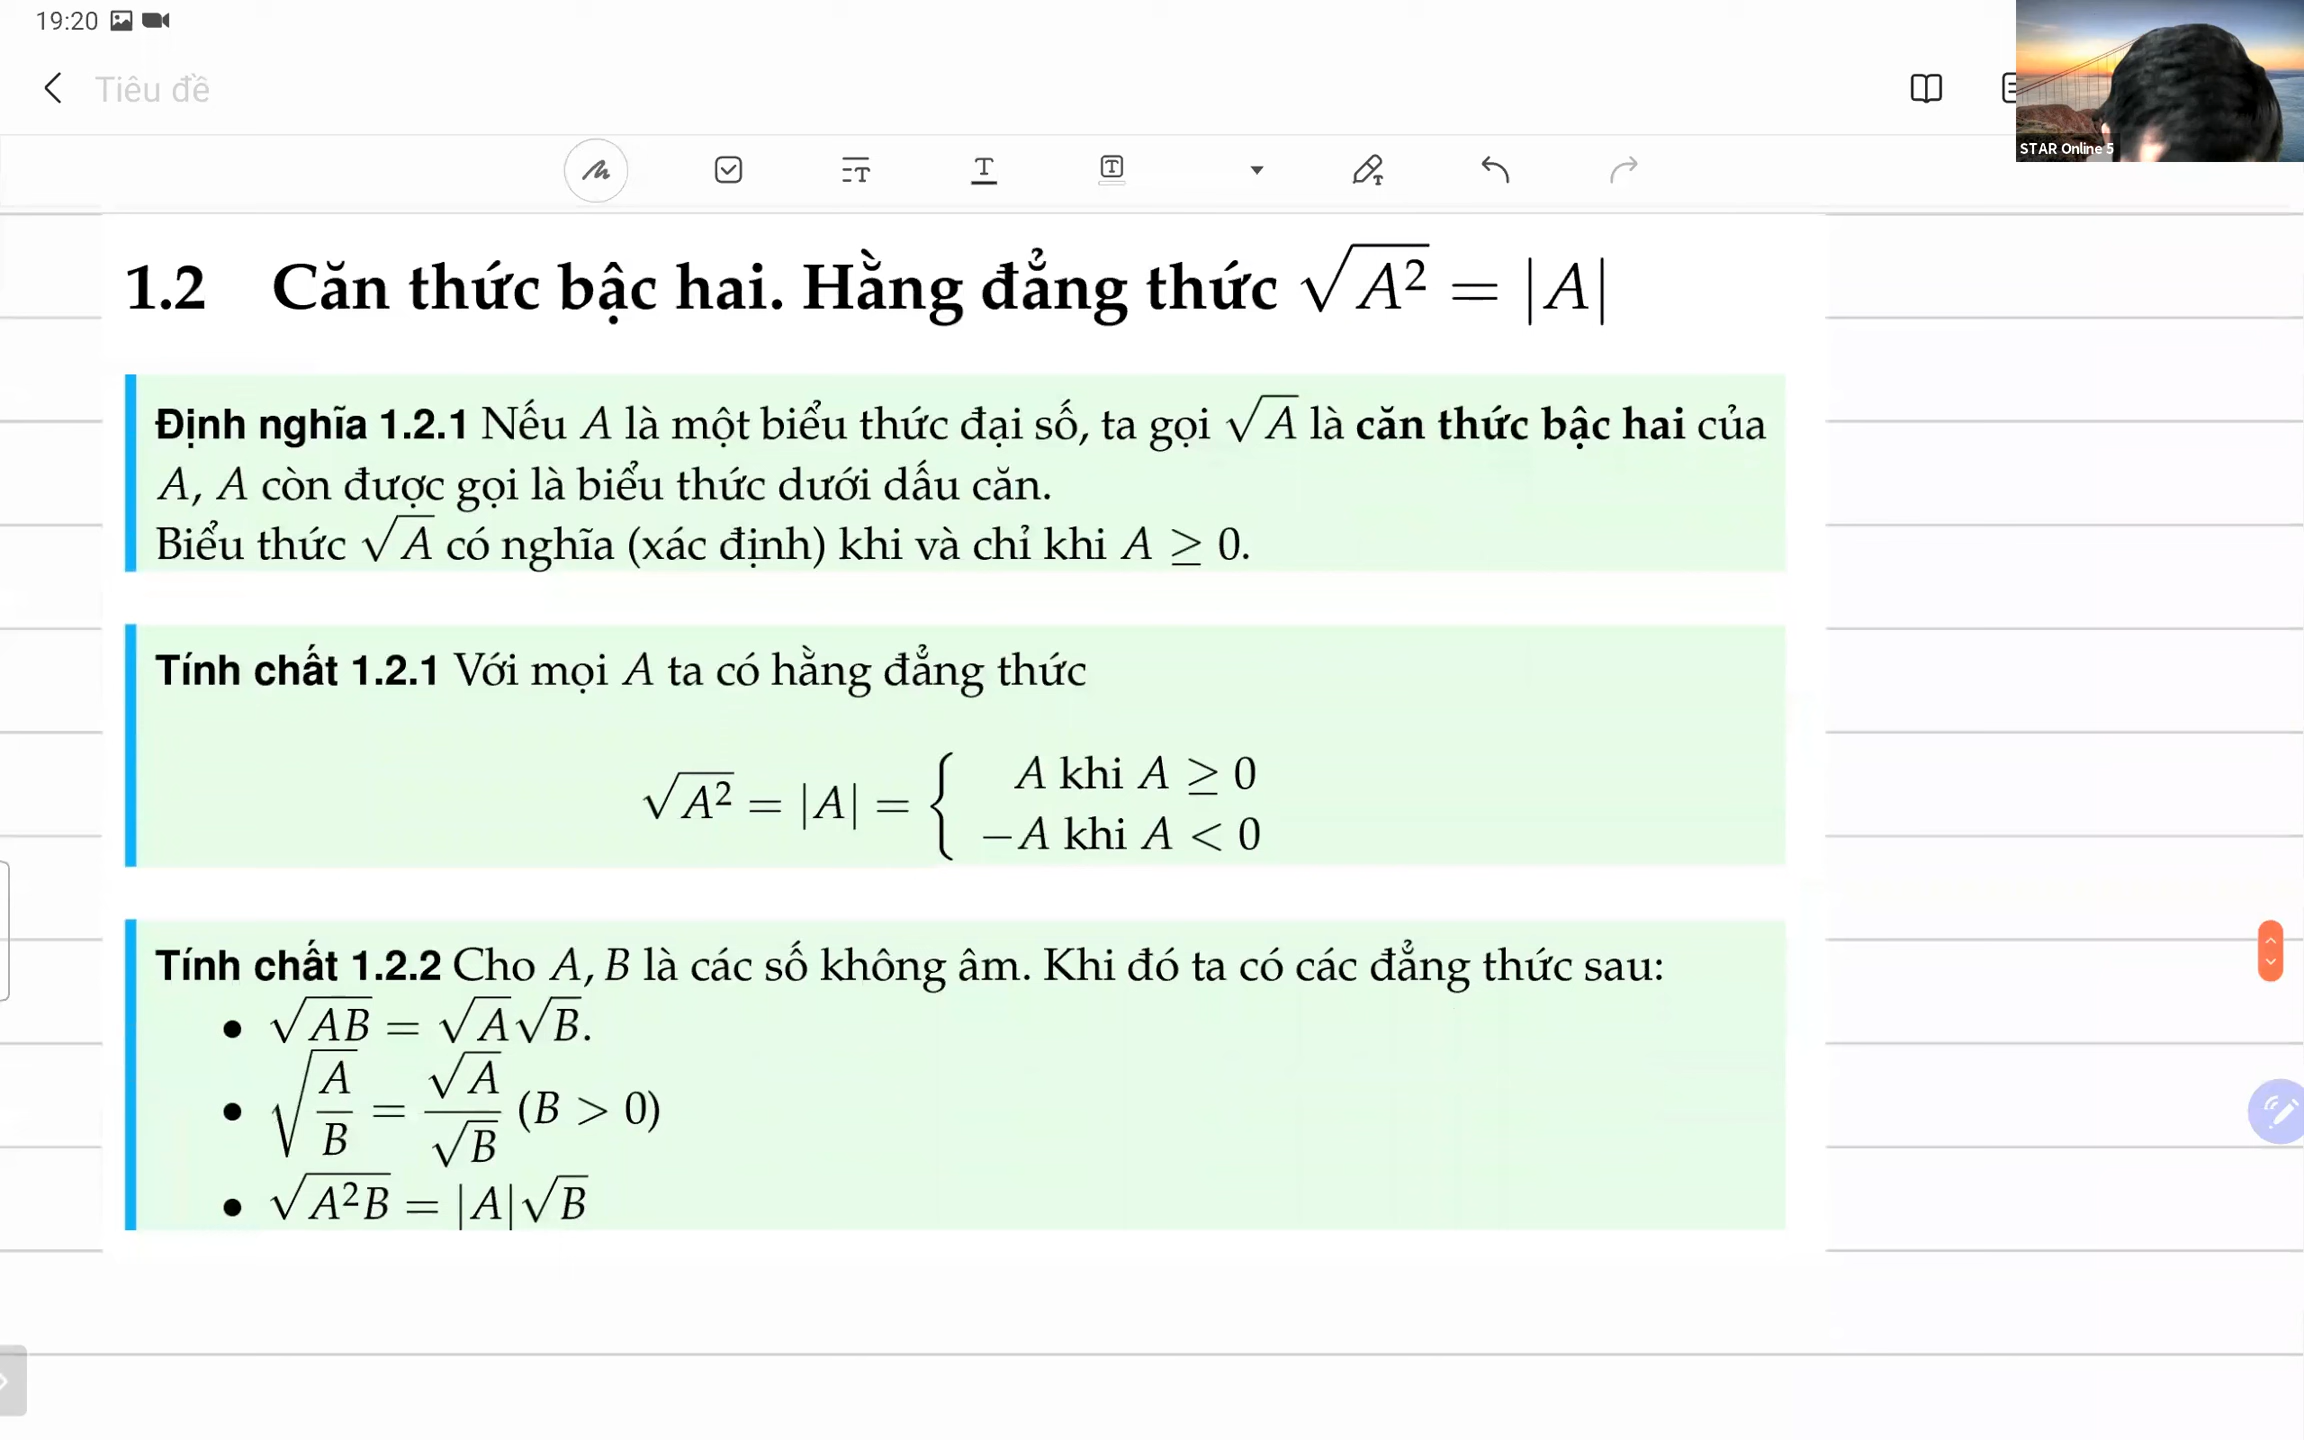 19:20
Tiêu đề
STAR Online 5
1.2 Căn thức bậc hai. Hằng đẳng thức √A² = |A|
Định nghĩa 1.2.1 Nếu A là một biểu thức đại số, ta gọi √A là căn thức bậc hai của
A, A còn được gọi là biểu thức dưới dấu căn.
Biểu thức √A có nghĩa (xác định) khi và chỉ khi A ≥ 0.
Tính chất 1.2.1 Với mọi A ta có hằng đẳng thức
√A² = |A| = { A khi A ≥ 0
−A khi A < 0
Tính chất 1.2.2 Cho A, B là các số không âm. Khi đó ta có các đẳng thức sau:
• √AB = √A√B.
• √(A/B) = √A/√B (B > 0)
• √A²B = |A|√B